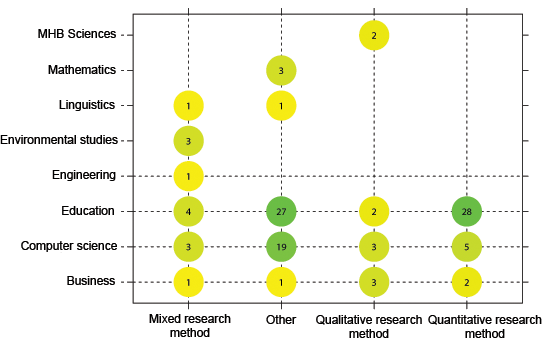 MHB Sciences 2
Mathematics 3
Linguistics 1 1
Environmental studies 3
Engineering 1
Education 4 27 2 28
Computer science 3 19 3 5
Business 1 1 3 2
Mixed research method Other Qualitative research method Quantitative research method